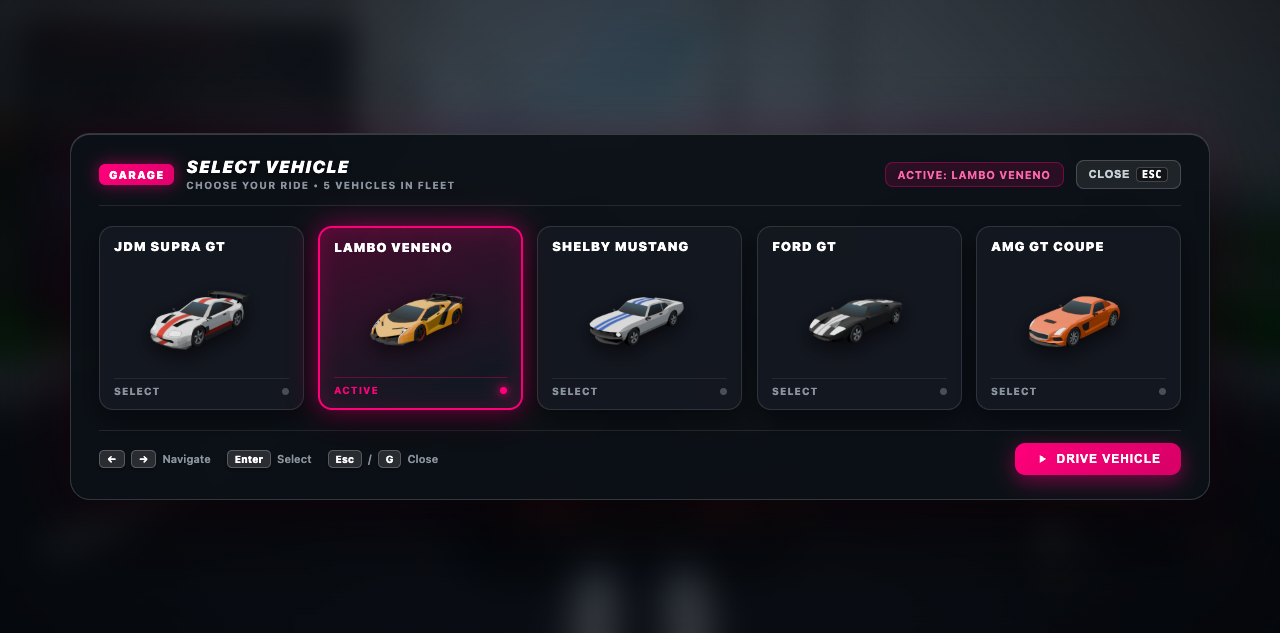 GARAGE
SELECT VEHICLE
CHOOSE YOUR RIDE • 5 VEHICLES IN FLEET
ACTIVE: LAMBO VENENO
CLOSE ESC
JDM SUPRA GT
SELECT
LAMBO VENENO
ACTIVE
SHELBY MUSTANG
SELECT
FORD GT
SELECT
AMG GT COUPE
SELECT
← → Navigate Enter Select Esc / G Close
DRIVE VEHICLE